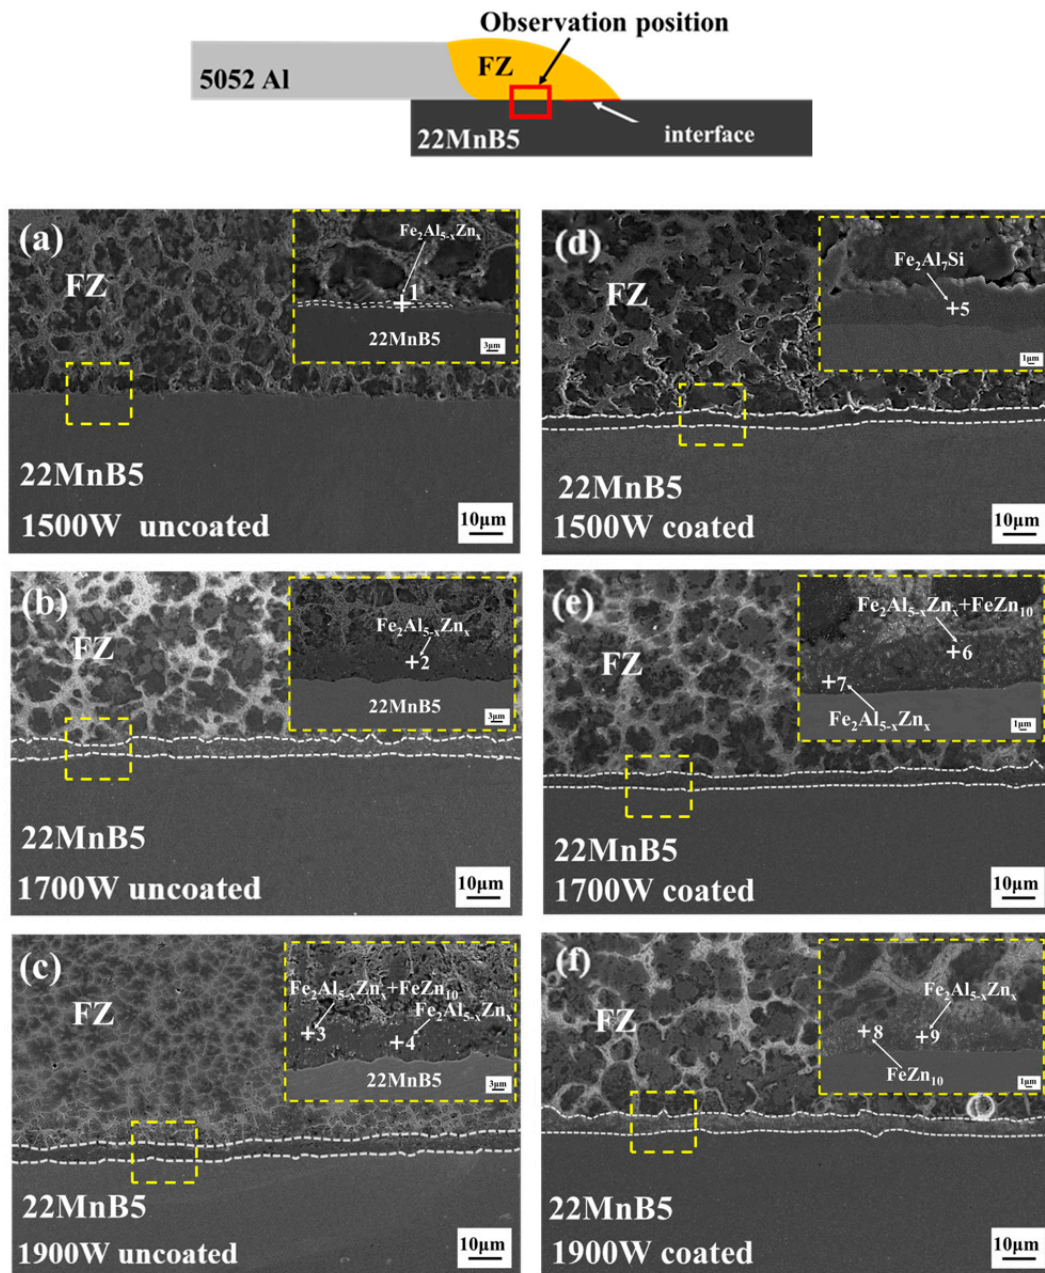 Observation position
FZ
5052 Al
22MnB5
interface
(a)
FZ
Fe₂Al₅₋ₓZnₓ
1
22MnB5
3μm
22MnB5
1500W uncoated
10μm
(d)
FZ
Fe₂Al₇Si
5
1μm
22MnB5
1500W coated
10μm
(b)
FZ
Fe₂Al₅₋ₓZnₓ
2
22MnB5
3μm
22MnB5
1700W uncoated
10μm
(e)
FZ
Fe₂Al₅₋ₓZnₓ+FeZn₁₀
6
7
Fe₂Al₅₋ₓZnₓ
1μm
22MnB5
1700W coated
10μm
(c)
FZ
Fe₂Al₅₋ₓZnₓ+FeZn₁₀
Fe₂Al₅₋ₓZnₓ
3
4
22MnB5
3μm
22MnB5
1900W uncoated
10μm
(f)
FZ
Fe₂Al₅₋ₓZnₓ
8
9
FeZn₁₀
1μm
22MnB5
1900W coated
10μm